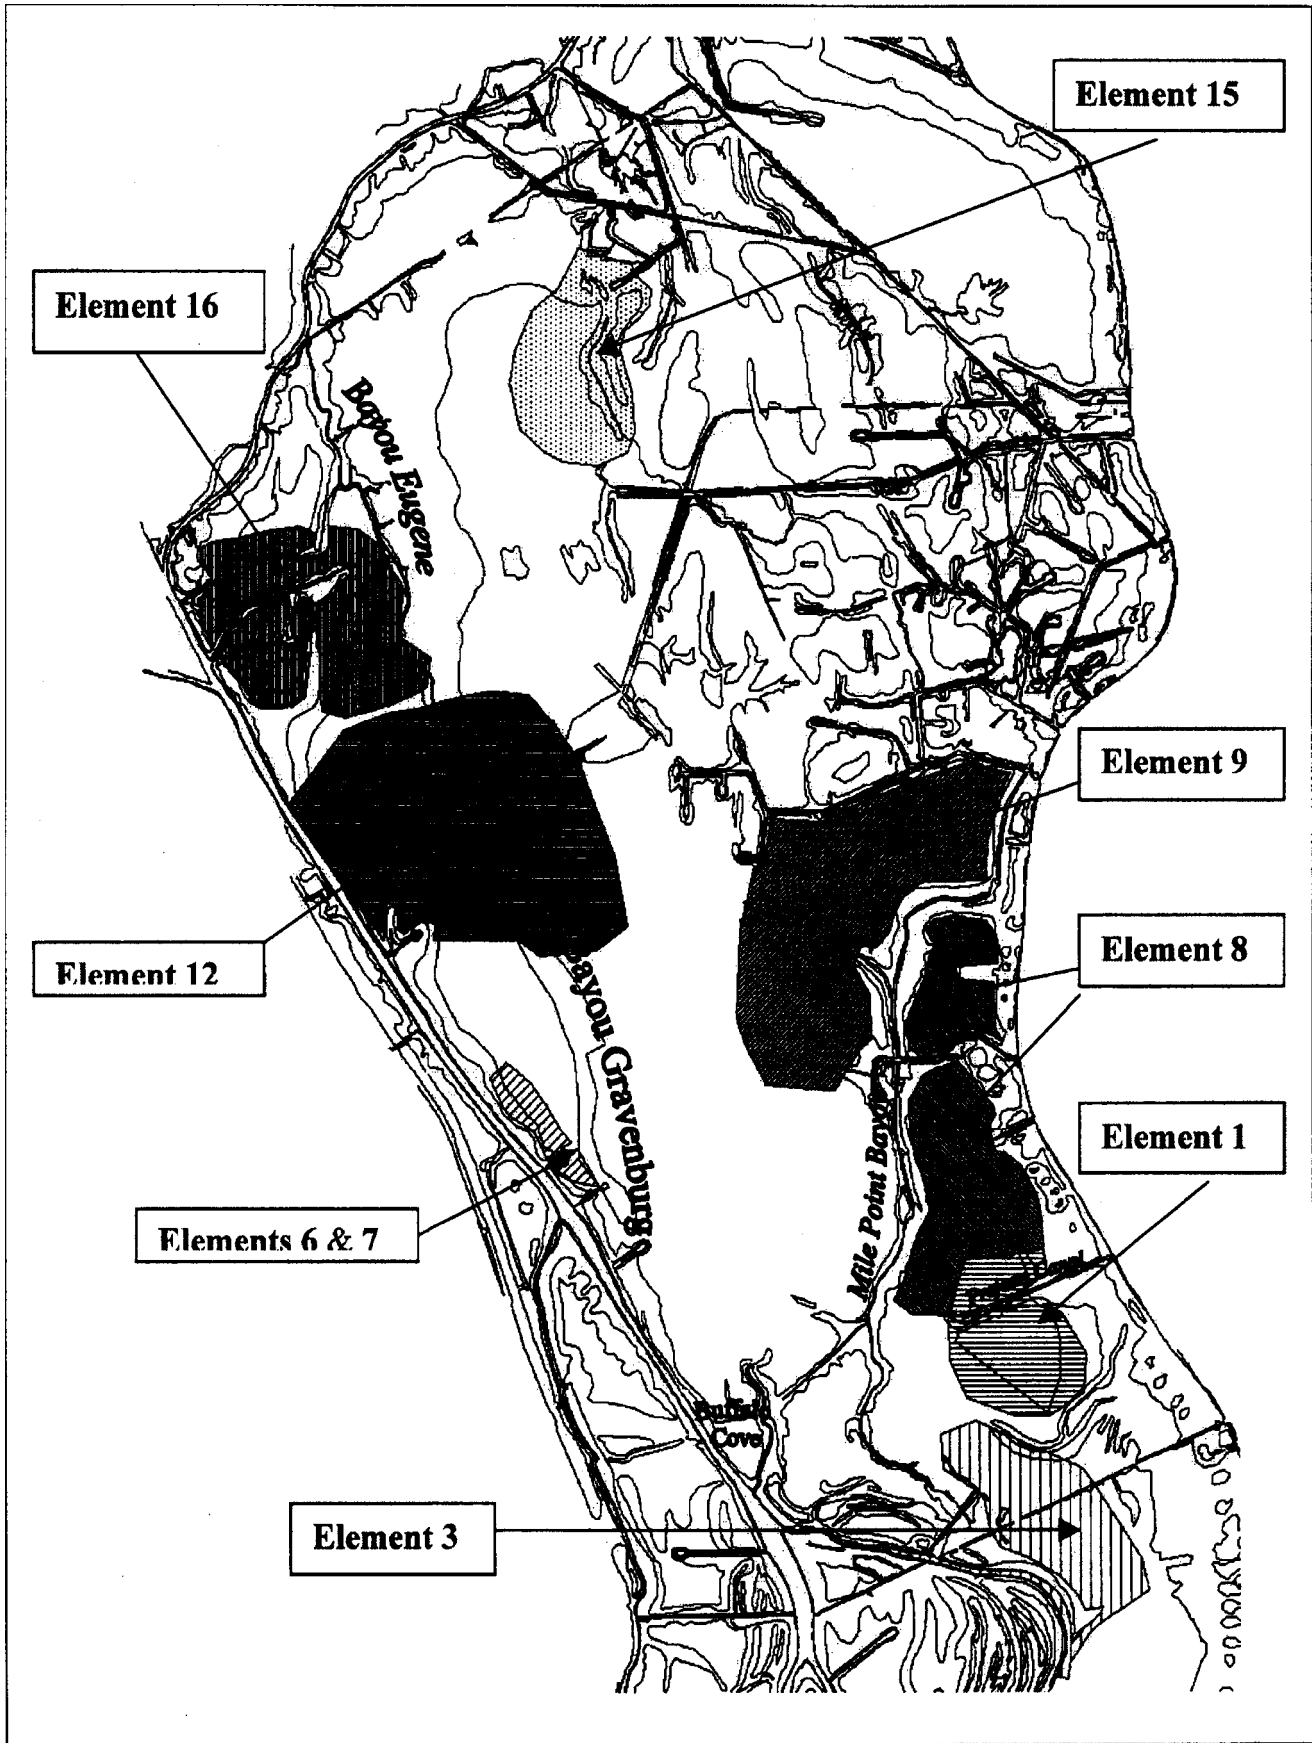 Element 15
Element 16
Bayou Eugene
Element 9
Element 8
Element 12
Bayou Gravenburg
Element 1
Mile Point Bayou
Elements 6 & 7
Buffalo
Cove
Element 3